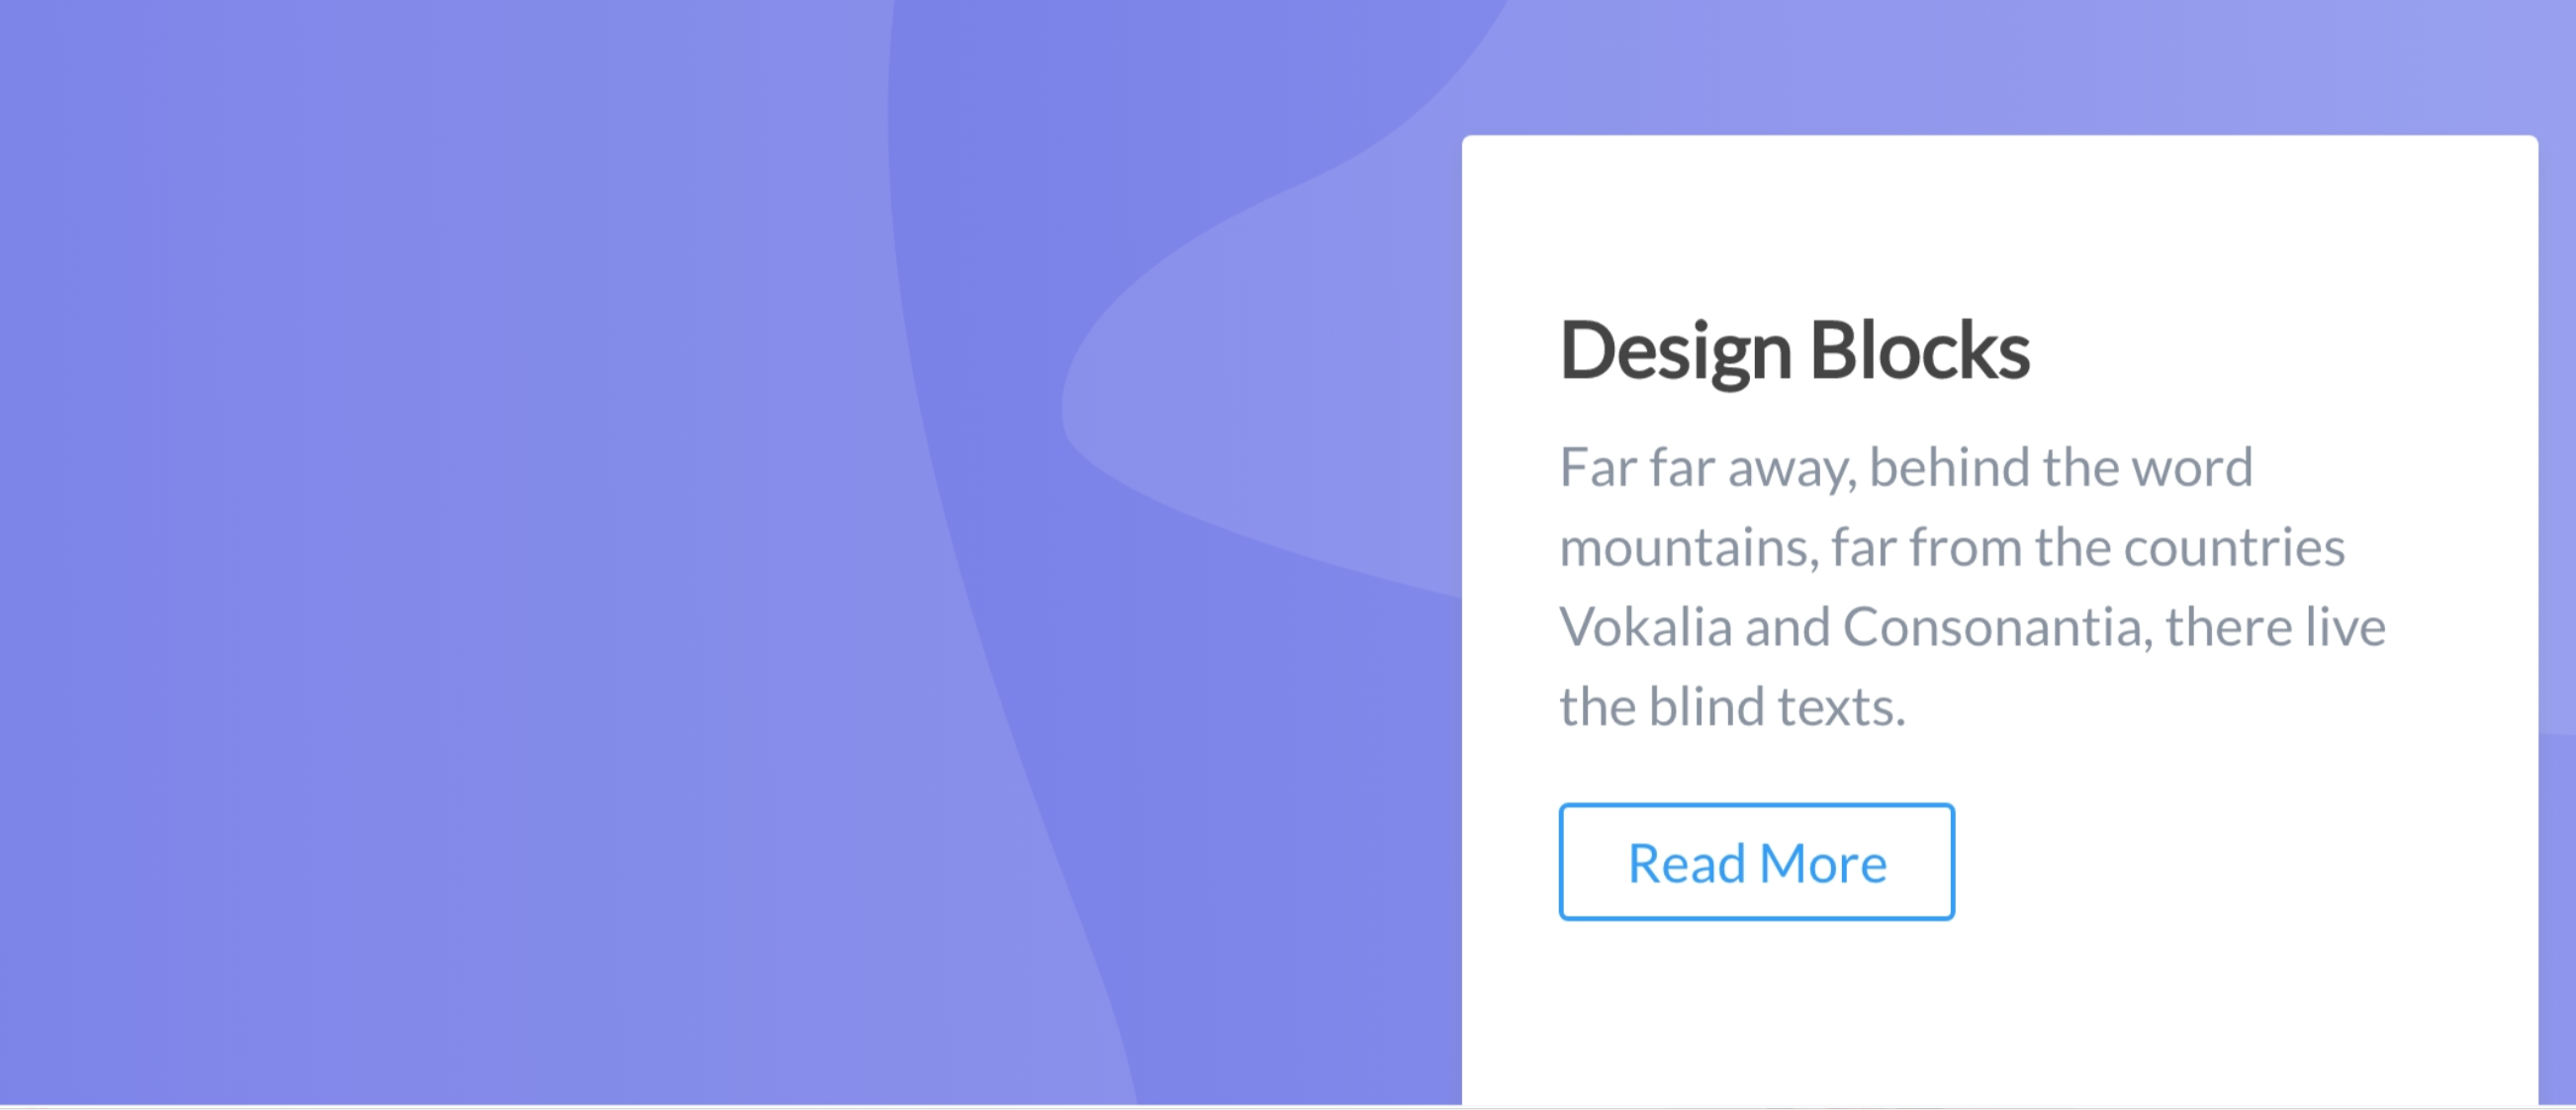 Design Blocks
Far far away, behind the word
mountains, far from the countries
Vokalia and Consonantia, there live
the blind texts.
Read More